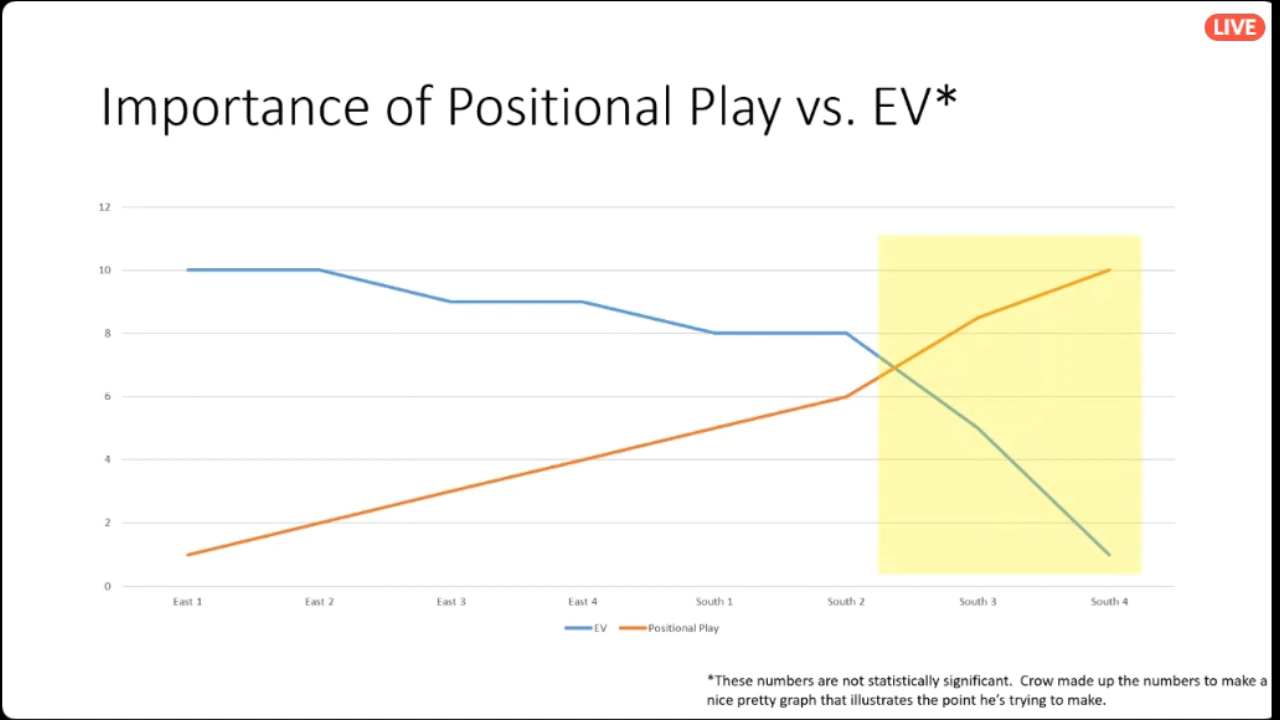 LIVE
Importance of Positional Play vs. EV*
12
10
8
6
4
2
0
East 1 East 2 East 3 East 4 South 1 South 2 South 3 South 4
EV Positional Play
*These numbers are not statistically significant. Crow made up the numbers to make a
nice pretty graph that illustrates the point he's trying to make.